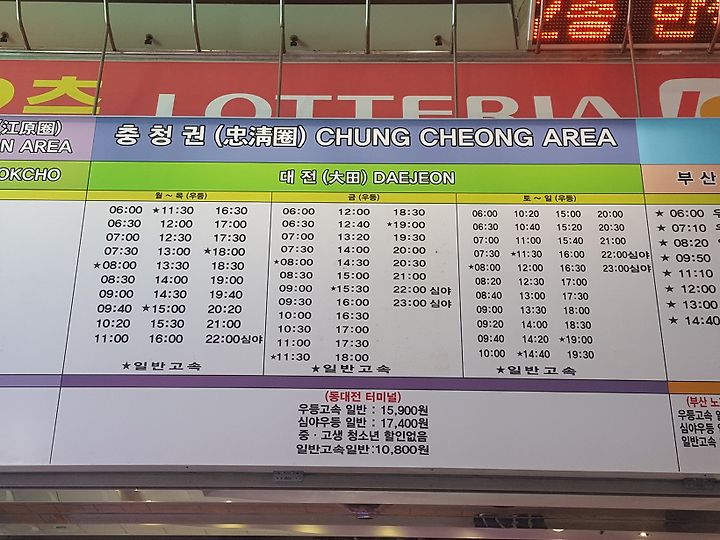 2층 LOTTERIA
(江原圈) 충청권 (忠淸圈) CHUNG CHEONG AREA
N AREA
OKCHO 대전 (大田) DAEJEON 부산
월 ~ 목 (우등) 금 (우등) 토 ~ 일 (우등)
06:00 ★11:30 16:30
06:30 12:00 17:00
07:00 12:30 17:30
07:30 13:00 ★18:00
★08:00 13:30 18:30
08:30 14:00 19:00
09:00 14:30 19:40
09:40 ★15:00 20:20
10:20 15:30 21:00
11:00 16:00 22:00심야
★일반고속
06:00 12:00 18:30
06:30 12:40 ★19:00
07:00 13:20 19:30
07:30 14:00 20:00
★08:00 14:30 20:30
08:30 15:00 21:00
09:00 ★15:30 22:00 심야
09:30 16:00 23:00 심야
10:00 16:30
10:30 17:00
11:00 17:30
★11:30 18:00
★일반고속
06:00 10:20 15:00 20:00
06:30 10:40 15:20 20:30
07:00 11:00 15:40 21:00
07:30 ★11:30 16:00 22:00심야
★08:00 12:00 16:30 23:00심야
08:20 12:30 17:00
08:40 13:00 17:30
09:00 13:30 18:00
09:20 14:00 18:30
09:40 14:20 ★19:00
10:00 ★14:40 19:30
★일반고속
★ 06:00
★ 07:10
★ 08:20
★ 09:50
★ 11:10
★ 12:00
★ 13:00
★ 14:40
(동대전 터미널)
우등고속 일반 : 15,900원
심야우등 일반 : 17,400원
중 · 고생 청소년 할인없음
일반고속일반:10,800원
(부산 노
우등고속 일
심야우등 일
일반고속 일